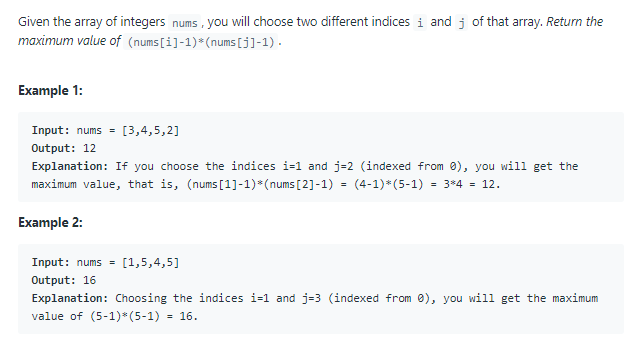 Given the array of integers nums, you will choose two different indices i and j of that array. Return the
maximum value of (nums[i]-1)*(nums[j]-1).
Example 1:
Input: nums = [3,4,5,2]
Output: 12
Explanation: If you choose the indices i=1 and j=2 (indexed from 0), you will get the
maximum value, that is, (nums[1]-1)*(nums[2]-1) = (4-1)*(5-1) = 3*4 = 12.
Example 2:
Input: nums = [1,5,4,5]
Output: 16
Explanation: Choosing the indices i=1 and j=3 (indexed from 0), you will get the maximum
value of (5-1)*(5-1) = 16.